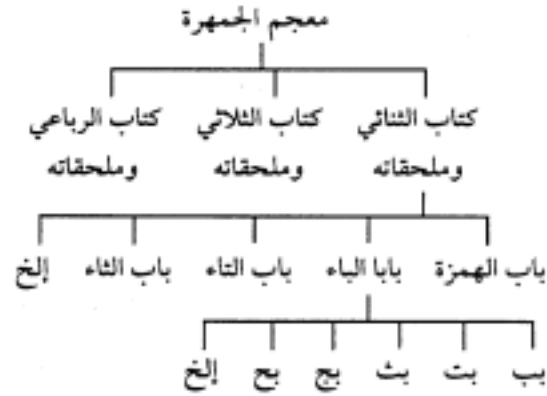 معجم الجمهرة
كتاب الثنائي كتاب الثلاثي كتاب الرباعي
وملحقاته وملحقاته وملحقاته
باب الهمزة بابا الباء باب التاء باب الثاء إلخ
بب بت بث بج بح إلخ